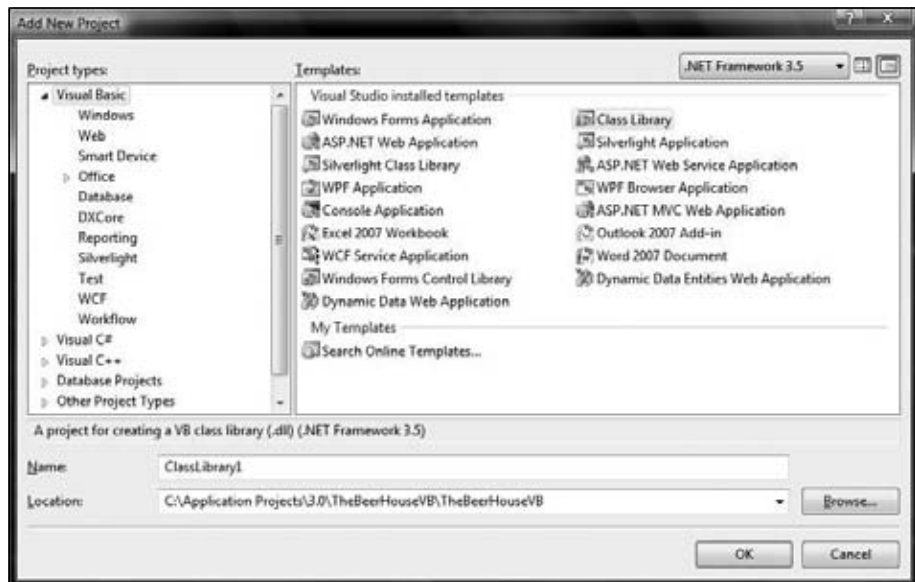 Add New Project
Project types:
Templates:
.NET Framework 3.5
Visual Basic
Windows
Web
Smart Device
Office
Database
DXCore
Reporting
Silverlight
Test
WCF
Workflow
Visual C#
Visual C++
Database Projects
Other Project Types
Visual Studio installed templates
Windows Forms Application
Class Library
ASP.NET Web Application
Silverlight Application
Silverlight Class Library
ASP.NET Web Service Application
WPF Application
WPF Browser Application
Console Application
ASP.NET MVC Web Application
Excel 2007 Workbook
Outlook 2007 Add-in
WCF Service Application
Word 2007 Document
Windows Forms Control Library
Dynamic Data Entities Web Application
Dynamic Data Web Application
My Templates
Search Online Templates...
A project for creating a VB class library (.dll) (.NET Framework 3.5)
Name:
ClassLibrary1
Location:
C:\Application Projects\3.0\TheBeerHouseVB\TheBeerHouseVB
Browse...
OK
Cancel